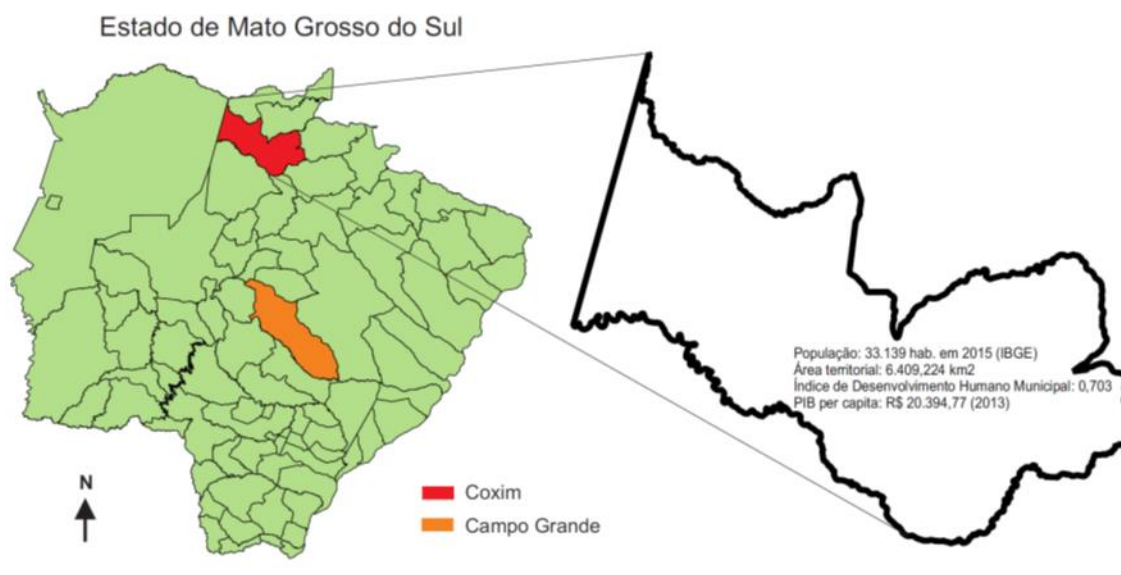 Estado de Mato Grosso do Sul
População: 33.139 hab. em 2015 (IBGE)
Área territorial: 6.409,224 km2
Índice de Desenvolvimento Humano Municipal: 0,703
PIB per capita: R$ 20.394,77 (2013)
N
Coxim
Campo Grande